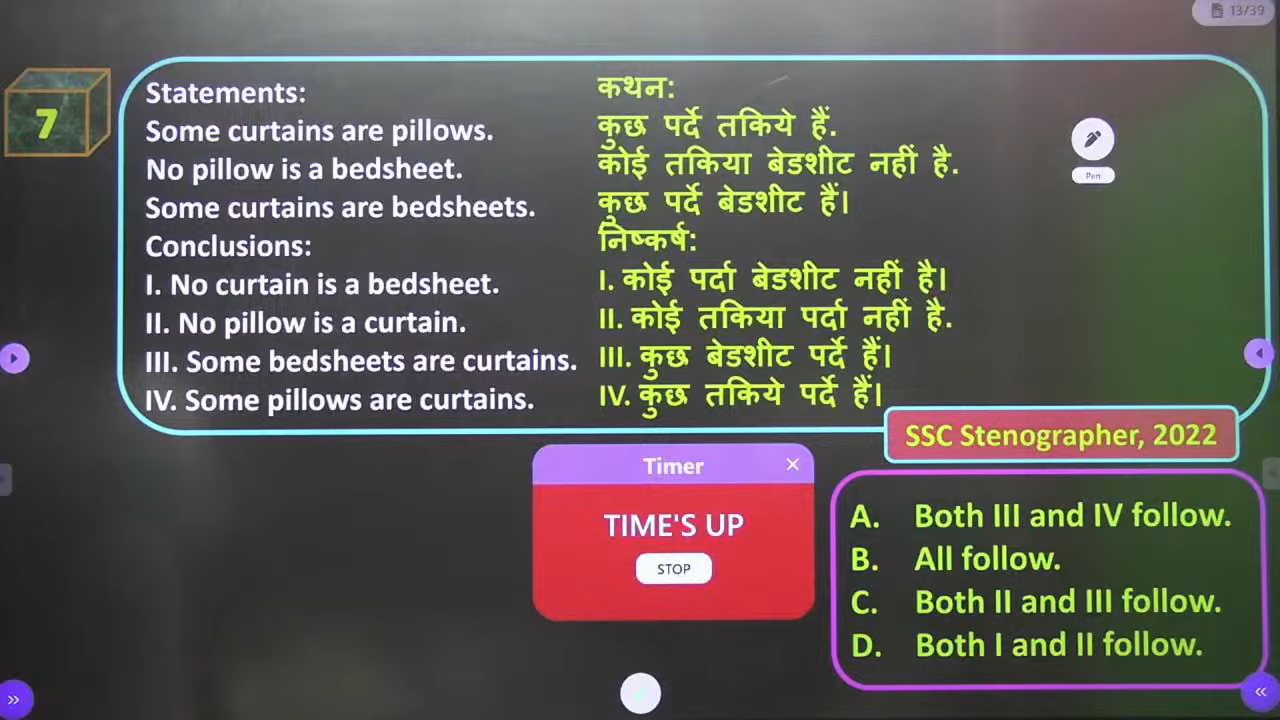 13/39
7
Statements:
Some curtains are pillows.
No pillow is a bedsheet.
Some curtains are bedsheets.
Conclusions:
I. No curtain is a bedsheet.
II. No pillow is a curtain.
III. Some bedsheets are curtains.
IV. Some pillows are curtains.
कथन:
कुछ पर्दे तकिये हैं.
कोई तकिया बेडशीट नहीं है.
कुछ पर्दे बेडशीट हैं।
निष्कर्ष:
I. कोई पर्दा बेडशीट नहीं है।
II. कोई तकिया पर्दा नहीं है.
III. कुछ बेडशीट पर्दे हैं।
IV. कुछ तकिये पर्दे हैं।
Pen
SSC Stenographer, 2022
Timer
TIME'S UP
STOP
A. Both III and IV follow.
B. All follow.
C. Both II and III follow.
D. Both I and II follow.